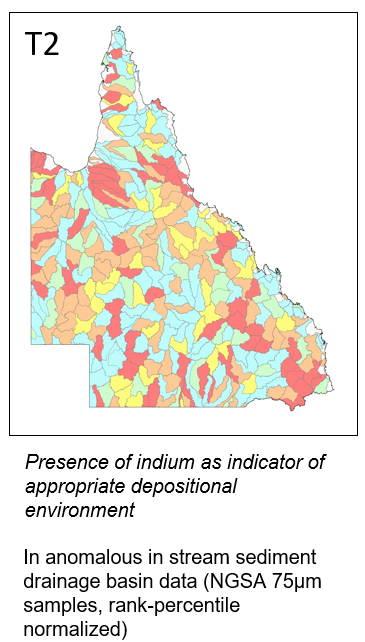 T2
Presence of indium as indicator of
appropriate depositional
environment
In anomalous in stream sediment
drainage basin data (NGSA 75µm
samples, rank-percentile
normalized)